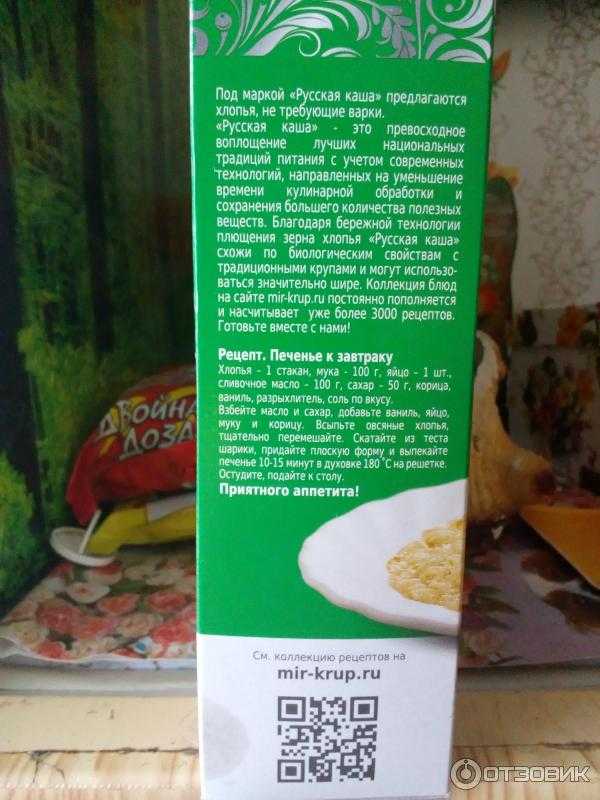 Под маркой «Русская каша» предлагаются
хлопья, не требующие варки.
«Русская каша» - это превосходное
воплощение лучших национальных
традиций питания с учетом современных
технологий, направленных на уменьшение
времени кулинарной обработки и
сохранения большего количества полезных
веществ. Благодаря бережной технологии
плющения зерна хлопья «Русская каша»
схожи по биологическим свойствам с
традиционными крупами и могут использо-
ваться значительно шире. Коллекция блюд
на сайте mir-krup.ru постоянно пополняется
и насчитывает уже более 3000 рецептов.
Готовьте вместе с нами!
Рецепт. Печенье к завтраку
Хлопья – 1 стакан, мука - 100 г, яйцо – 1 шт.,
сливочное масло – 100 г, сахар - 50 г, корица,
ваниль, разрыхлитель, соль по вкусу.
Взбейте масло и сахар, добавьте ваниль, яйцо,
муку и корицу. Всыпьте овсяные хлопья,
тщательно перемешайте. Скатайте из теста
шарики, придайте плоскую форму и выпекайте
печенье 10-15 минут в духовке 180˚С на решетке.
Остудите, подайте к столу.
Приятного аппетита!
ДВОЙНА
ДОЗА
См. коллекцию рецептов на
mir-krup.ru
ОТЗОВИК